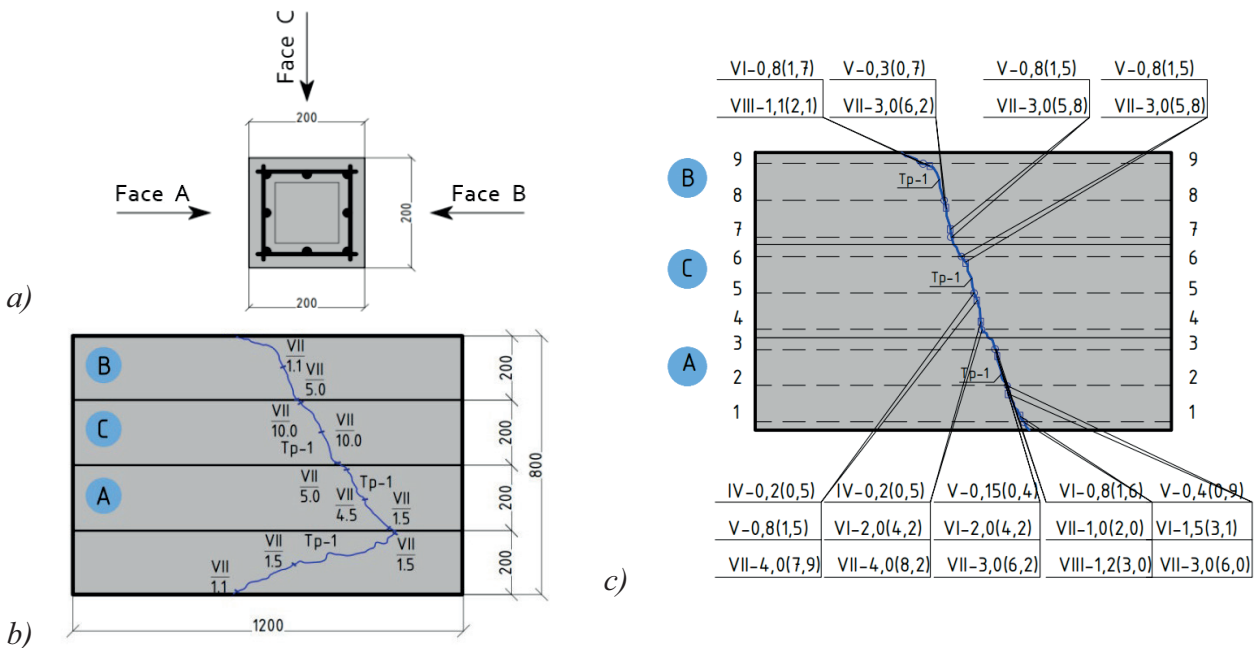 Face C
200
Face A
Face B
200
200
a)
B
VII
1.1
VII
5.0
C
VII
10.0
VII
10.0
Tp-1
A
VII
5.0
Tp-1
VII
4.5
VII
1.5
Tp-1
VII
1.5
VII
1.5
VII
1.1
200
200
200
200
800
1200
b)
VI-0,8(1,7) V-0,3(0,7) V-0,8(1,5) V-0,8(1,5)
VIII-1,1(2,1) VII-3,0(6,2) VII-3,0(5,8) VII-3,0(5,8)
9 9
B
Tp-1
8 8
7 7
6 6
C
Tp-1
5 5
4 4
3 3
A
Tp-1
2 2
1 1
IV-0,2(0,5) IV-0,2(0,5) V-0,15(0,4) VI-0,8(1,6) V-0,4(0,9)
V-0,8(1,5) VI-2,0(4,2) VI-2,0(4,2) VII-1,0(2,0) VI-1,5(3,1)
VII-4,0(7,9) VII-4,0(8,2) VII-3,0(6,2) VIII-1,2(3,0) VII-3,0(6,0)
c)